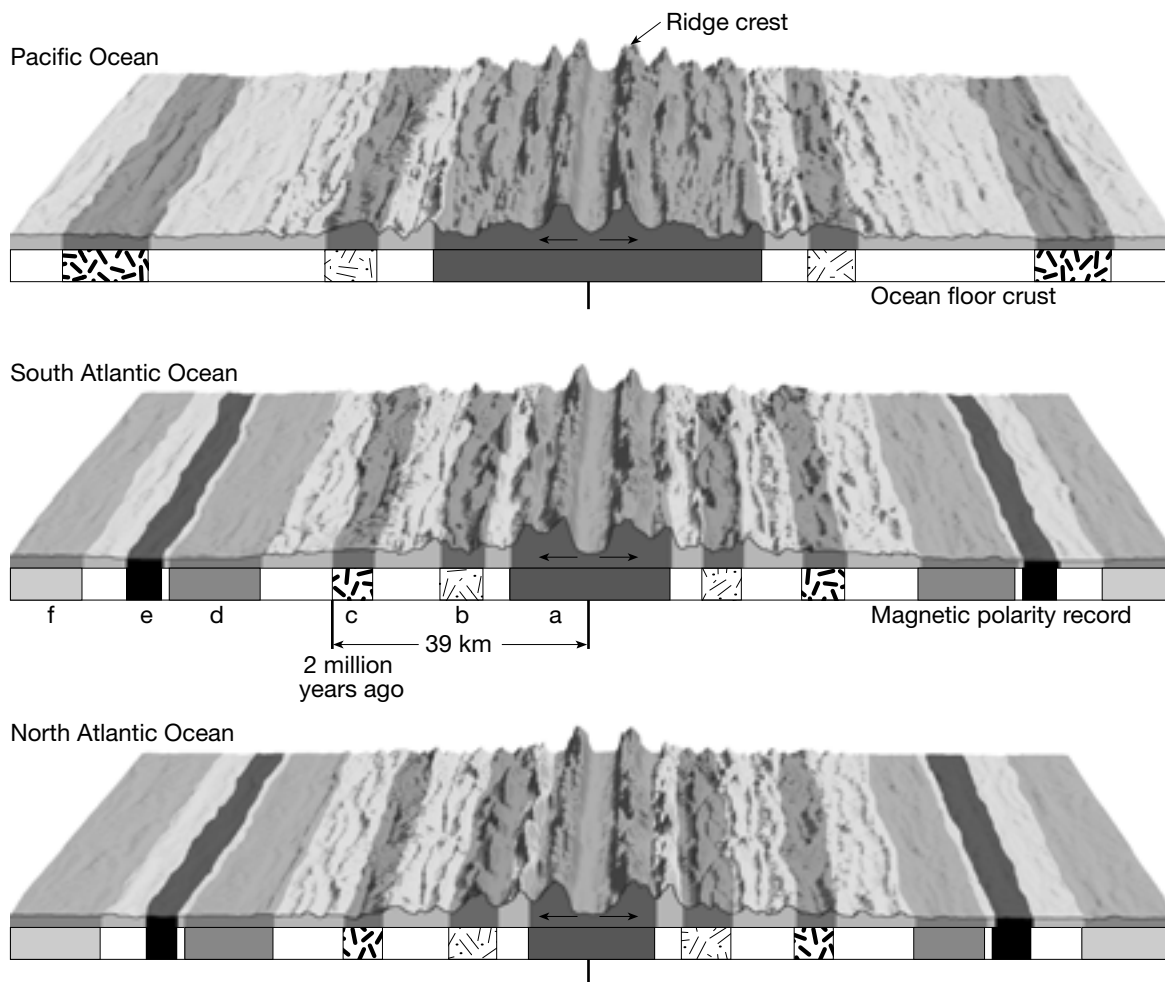 Ridge crest
Pacific Ocean
Ocean floor crust
South Atlantic Ocean
f e d c b a
Magnetic polarity record
39 km
2 million
years ago
North Atlantic Ocean